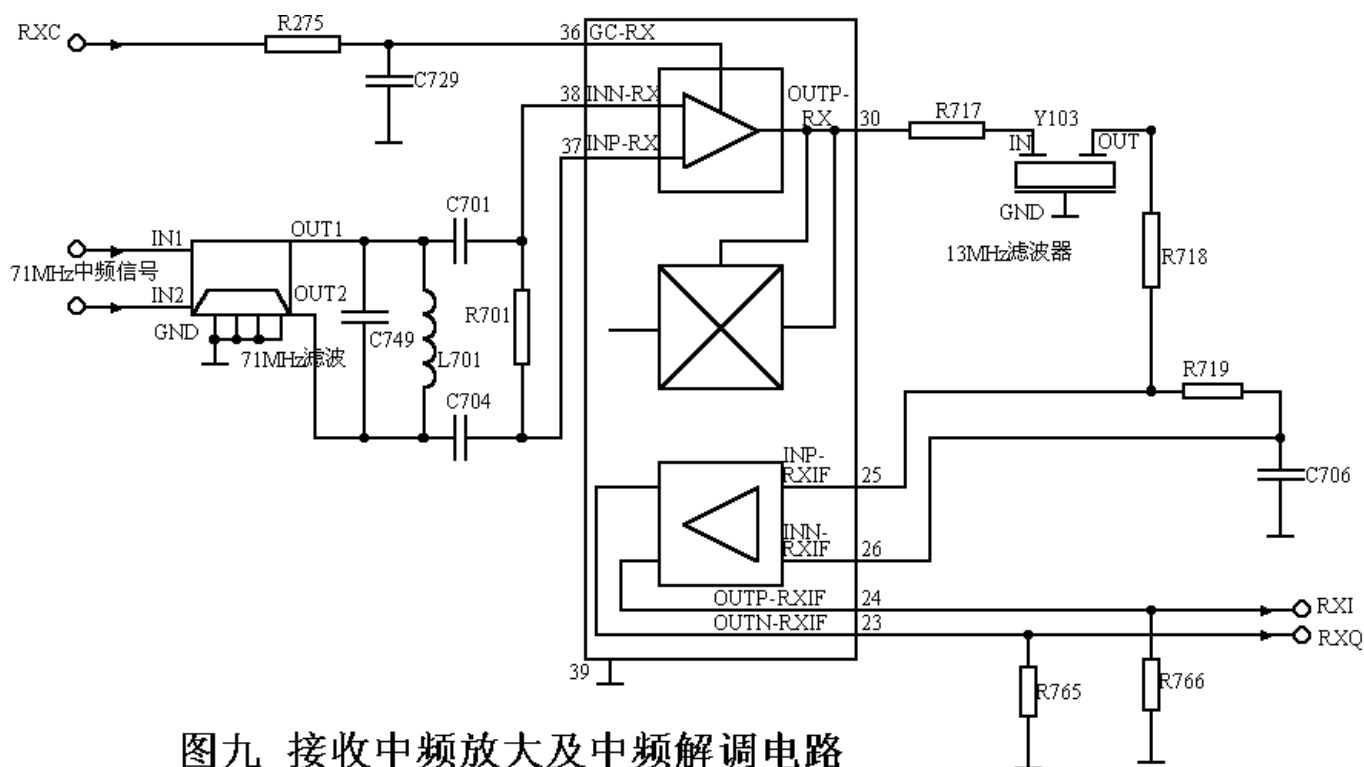 RXC
R275
C729
36
GC-RX
38
INN-RX
37
INP-RX
OUTP-
RX
30
R717
Y103
IN
OUT
GND
13MHz滤波器
R718
R719
C706
71MHz中频信号
IN1
IN2
GND
71MHz滤波
OUT1
OUT2
C749
L701
C701
R701
C704
INP-
RXIF
25
INN-
RXIF
26
OUTP-RXIF
24
OUTN-RXIF
23
RXI
RXQ
R765
R766
39
图九 接收中频放大及中频解调电路